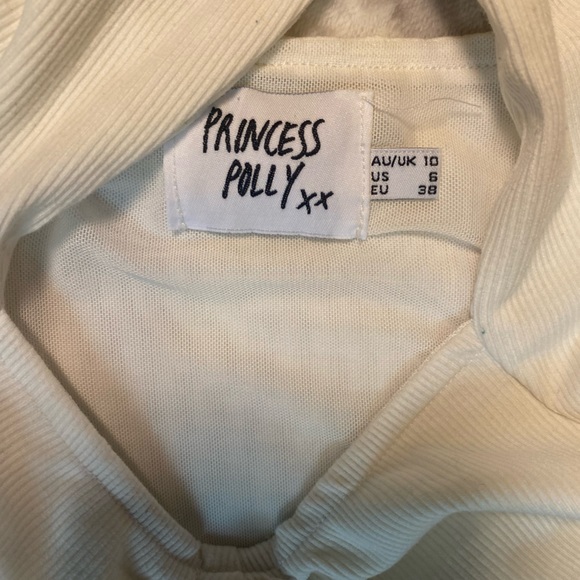 PRINCESS
POLLY xx
AU/UK 10
US 6
EU 38